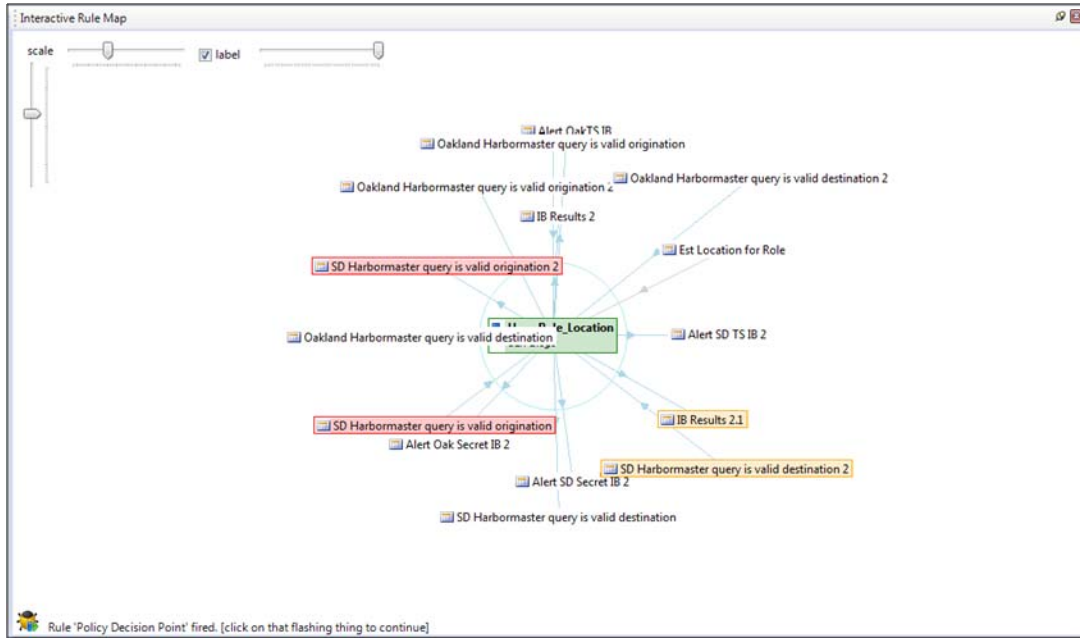 Interactive Rule Map
scale
label
Alert OakTS IB
Oakland Harbormaster query is valid origination
Oakland Harbormaster query is valid destination 2
Oakland Harbormaster query is valid origination 2
IB Results 2
Est Location for Role
SD Harbormaster query is valid origination 2
Oakland Harbormaster query is valid destination
Alert SD TS IB 2
IB Results 2.1
SD Harbormaster query is valid origination
Alert Oak Secret IB 2
SD Harbormaster query is valid destination 2
Alert SD Secret IB 2
SD Harbormaster query is valid destination
Rule 'Policy Decision Point' fired. [click on that flashing thing to continue]